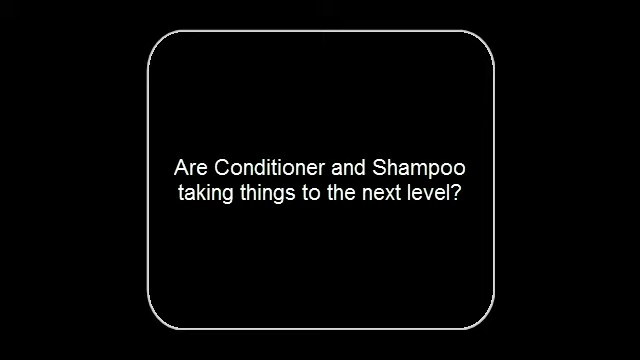 Are Conditioner and Shampoo
taking things to the next level?